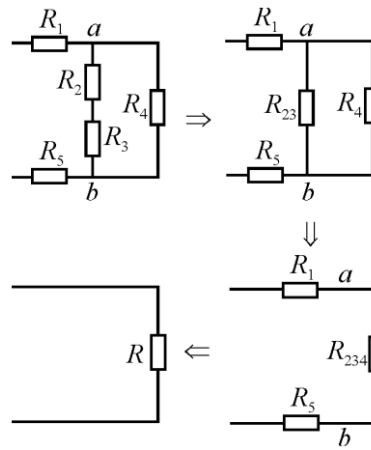 R₁ a
R₂
R₄
R₃
R₅
b
⇒
R₁ a
R₂₃
R₄
R₅
b
⇓
R₁ a
R₂₃₄
R₅
b
⇐
R